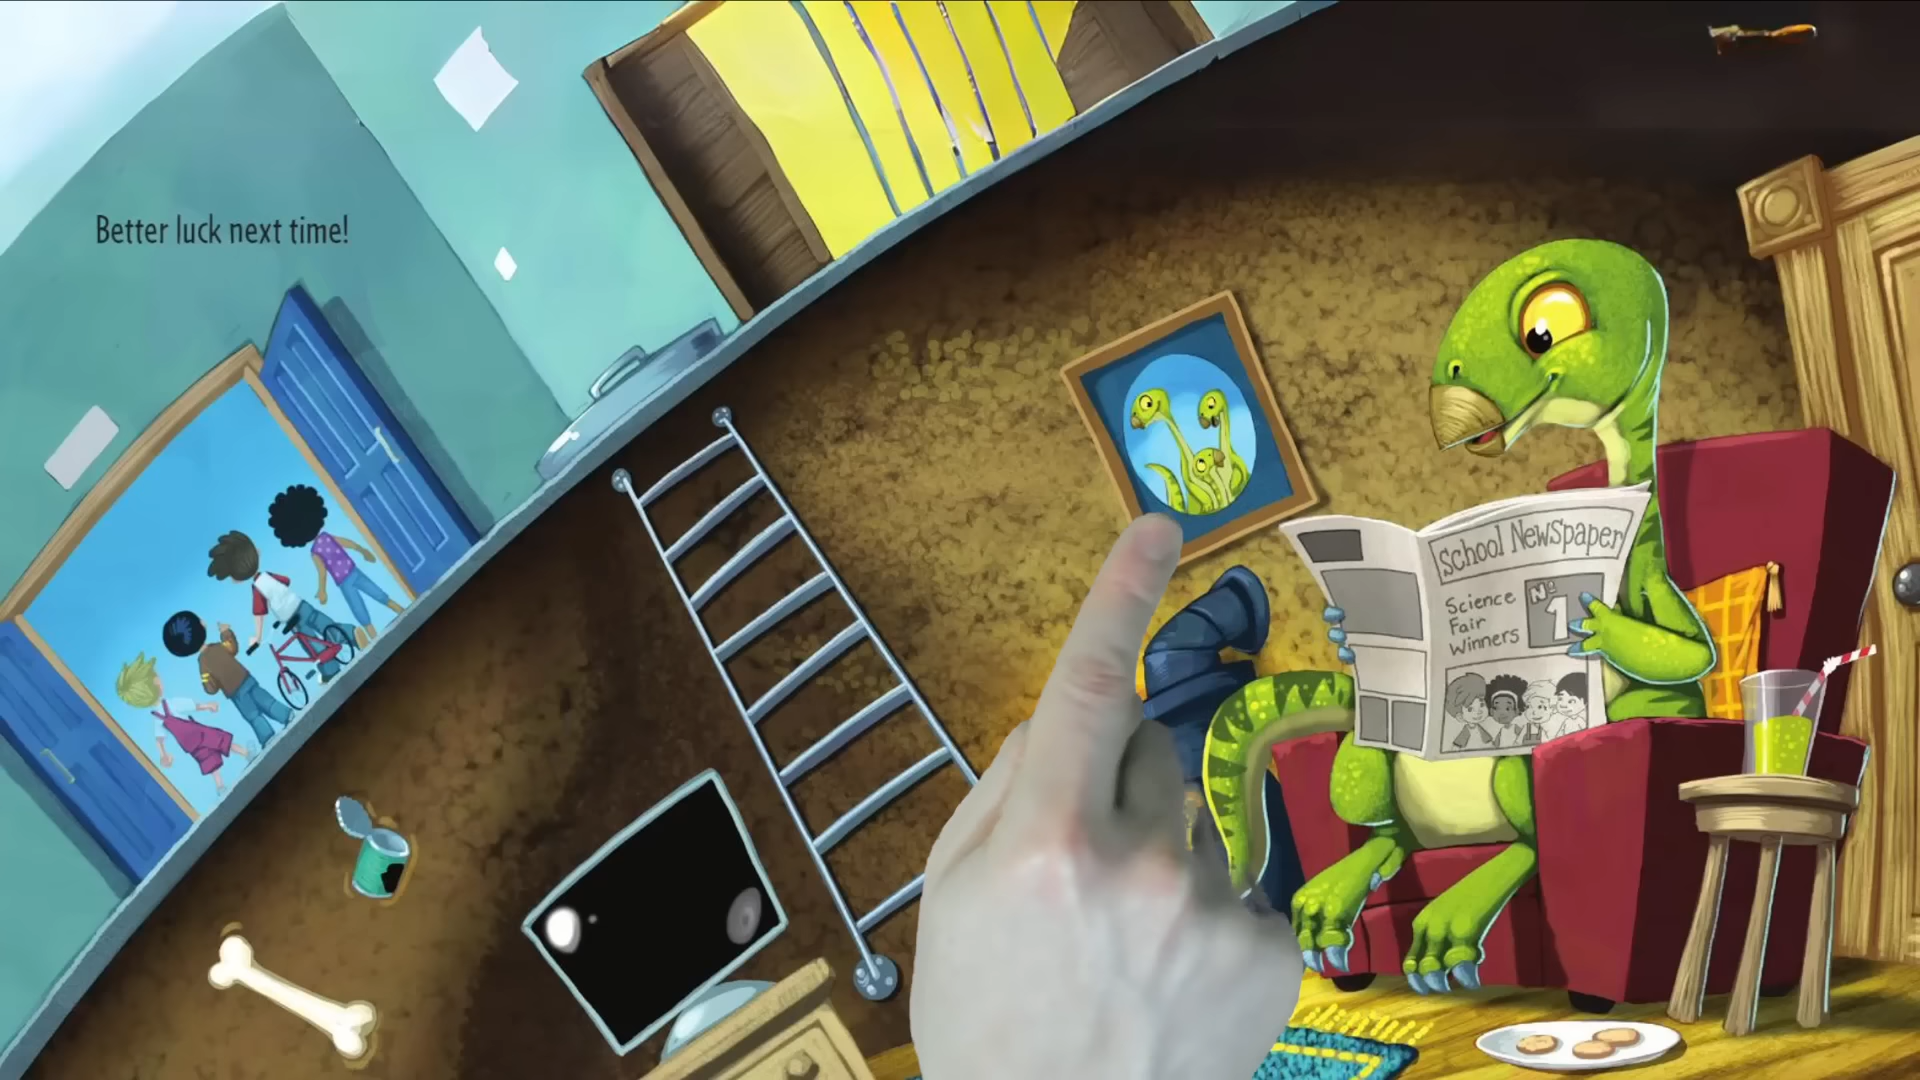 Better luck next time!
School Newspaper
Science
Fair
Winners
No
1